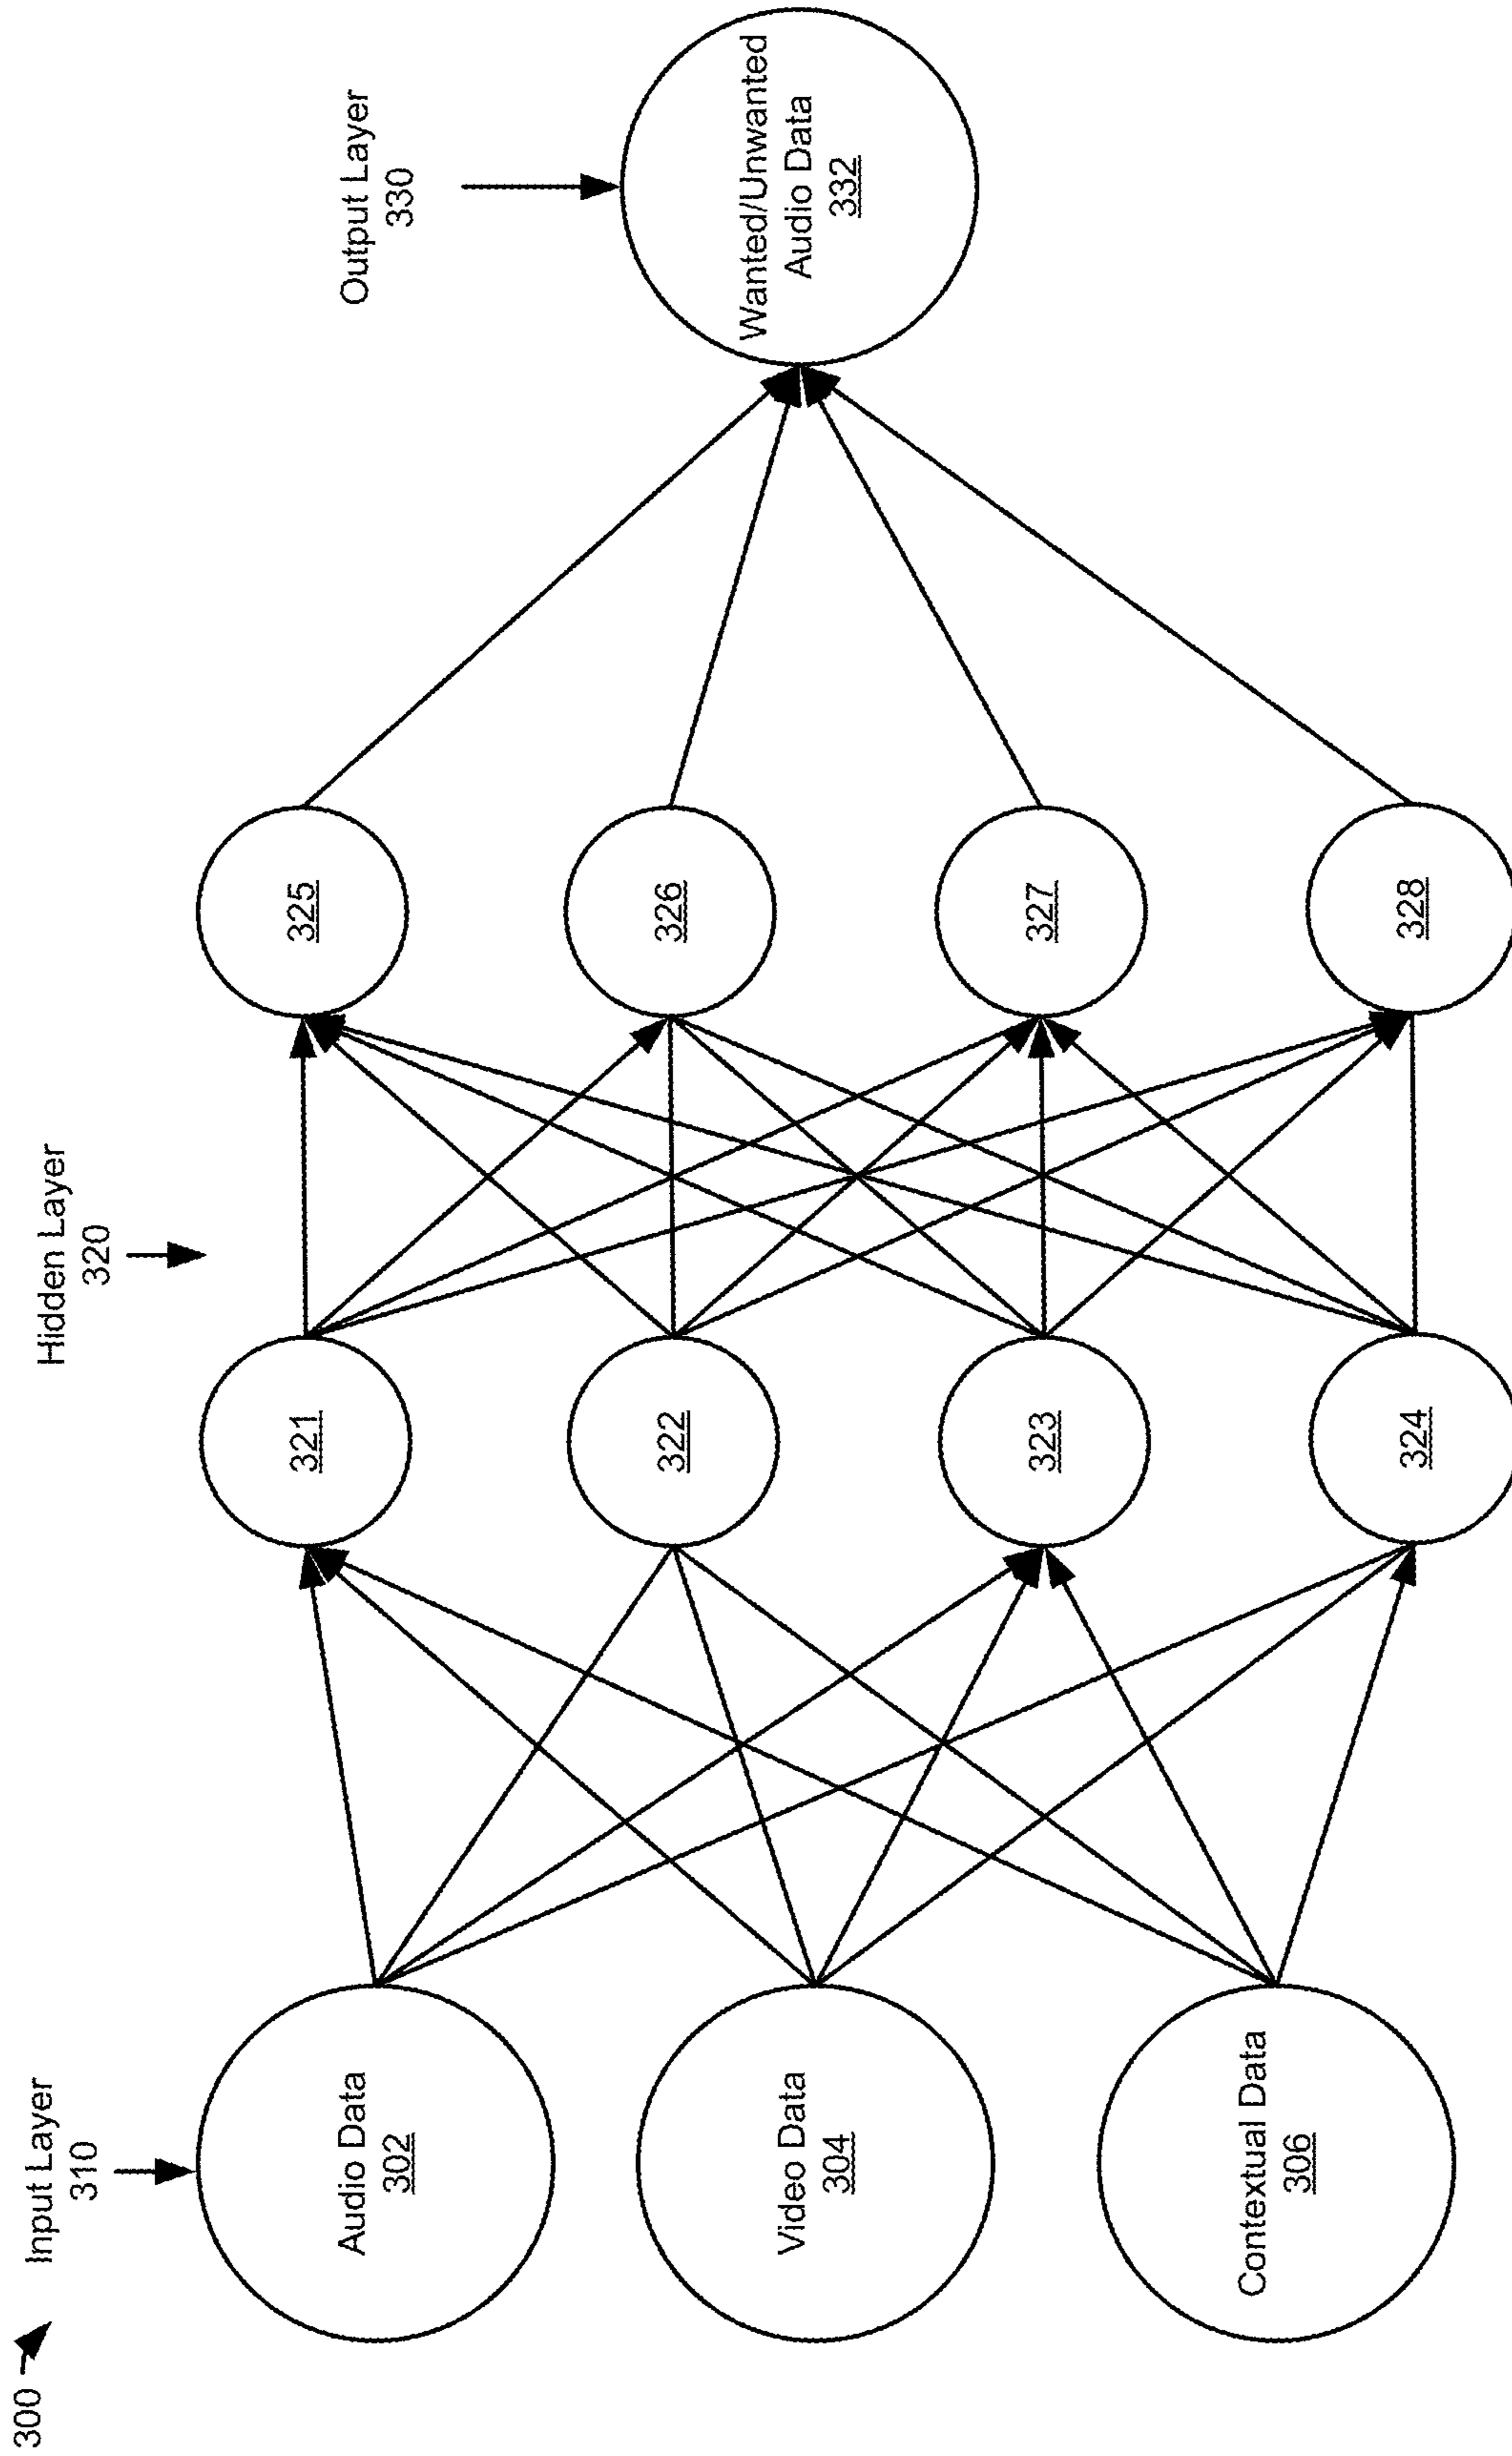 300
Input Layer
310
Hidden Layer
320
Output Layer
330
Audio Data
302
Video Data
304
Contextual Data
306
321
322
323
324
325
326
327
328
Wanted/Unwanted
Audio Data
332